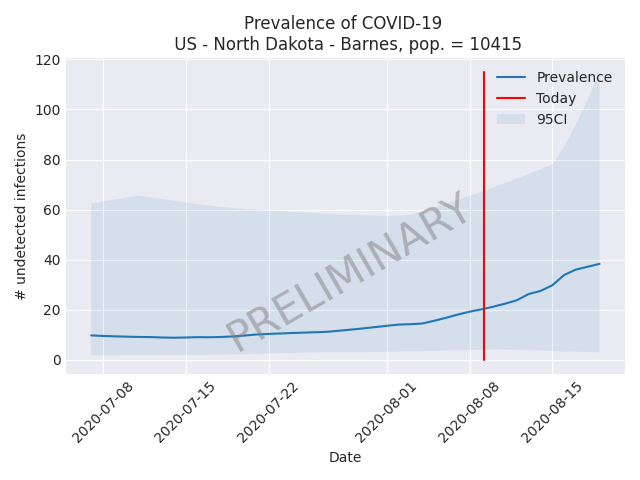 Prevalence of COVID-19
US - North Dakota - Barnes, pop. = 10415
120
100
80
60
40
20
0
# undetected infections
Prevalence
Today
95CI
PRELIMINARY
2020-07-08
2020-07-15
2020-07-22
2020-08-01
2020-08-08
2020-08-15
Date